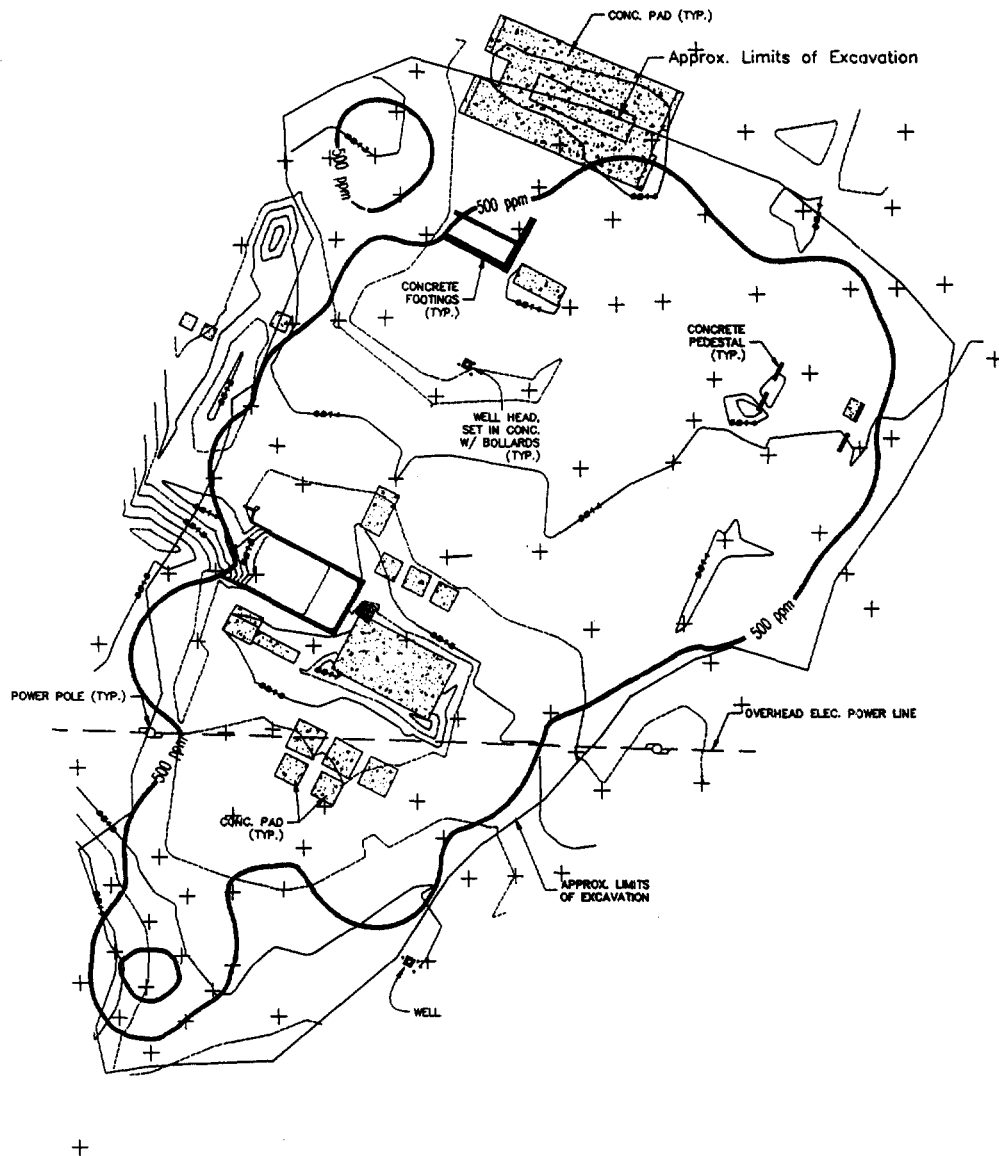 CONC. PAD (TYP.)
Approx. Limits of Excavation
500 ppm
500 ppm
CONCRETE
FOOTINGS
(TYP.)
CONCRETE
PEDESTAL
(TYP.)
WELL HEAD,
SET IN CONC.
W/ BOLLARDS
(TYP.)
500 ppm
POWER POLE (TYP.)
OVERHEAD ELEC. POWER LINE
500 ppm
CONC. PAD
(TYP.)
APPROX. LIMITS
OF EXCAVATION
WELL